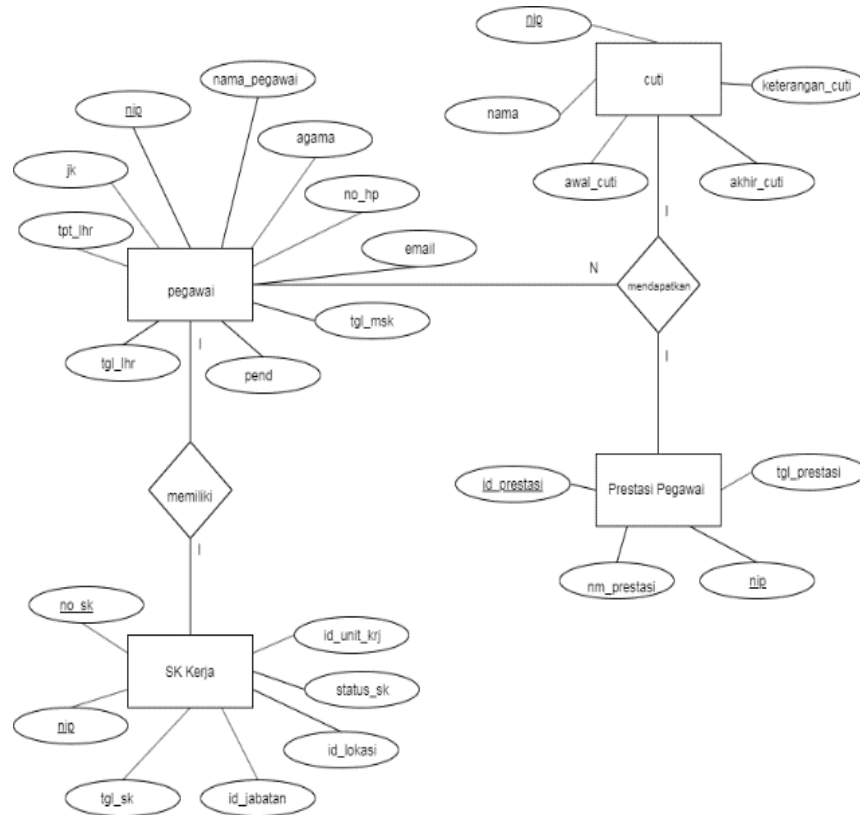 nip
cuti
keterangan_cuti
nama
awal_cuti
akhir_cuti
nama_pegawai
nip
agama
jk
no_hp
tpt_lhr
email
pegawai
tgl_msk
tgl_lhr
pend
I
N
mendapatkan
I
I
memiliki
I
id_prestasi
Prestasi Pegawai
tgl_prestasi
nm_prestasi
nip
no_sk
id_unit_krj
SK Kerja
status_sk
nip
id_lokasi
tgl_sk
id_jabatan